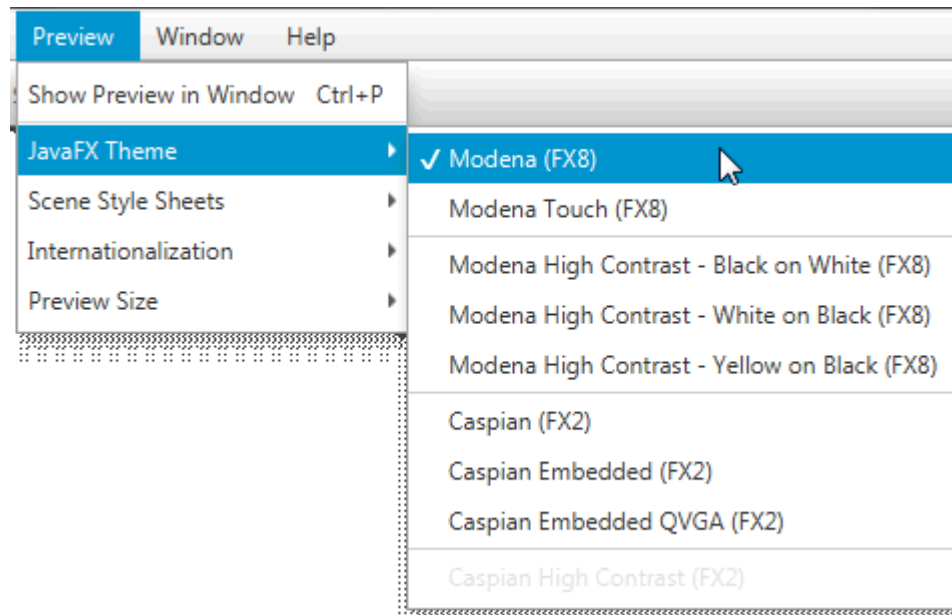 Preview Window Help
Show Preview in Window Ctrl+P
JavaFX Theme
Scene Style Sheets
Internationalization
Preview Size
Modena (FX8)
Modena Touch (FX8)
Modena High Contrast - Black on White (FX8)
Modena High Contrast - White on Black (FX8)
Modena High Contrast - Yellow on Black (FX8)
Caspian (FX2)
Caspian Embedded (FX2)
Caspian Embedded QVGA (FX2)
Caspian High Contrast (FX2)